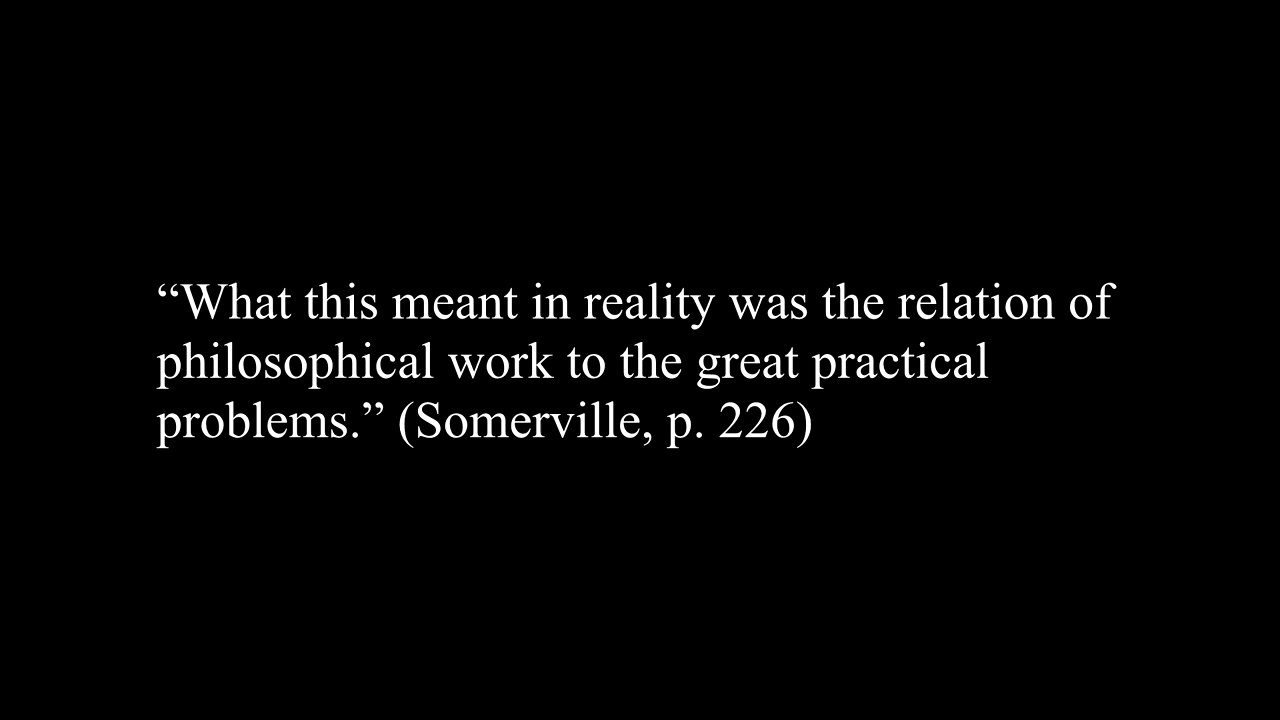 “What this meant in reality was the relation of
philosophical work to the great practical
problems.” (Somerville, p. 226)